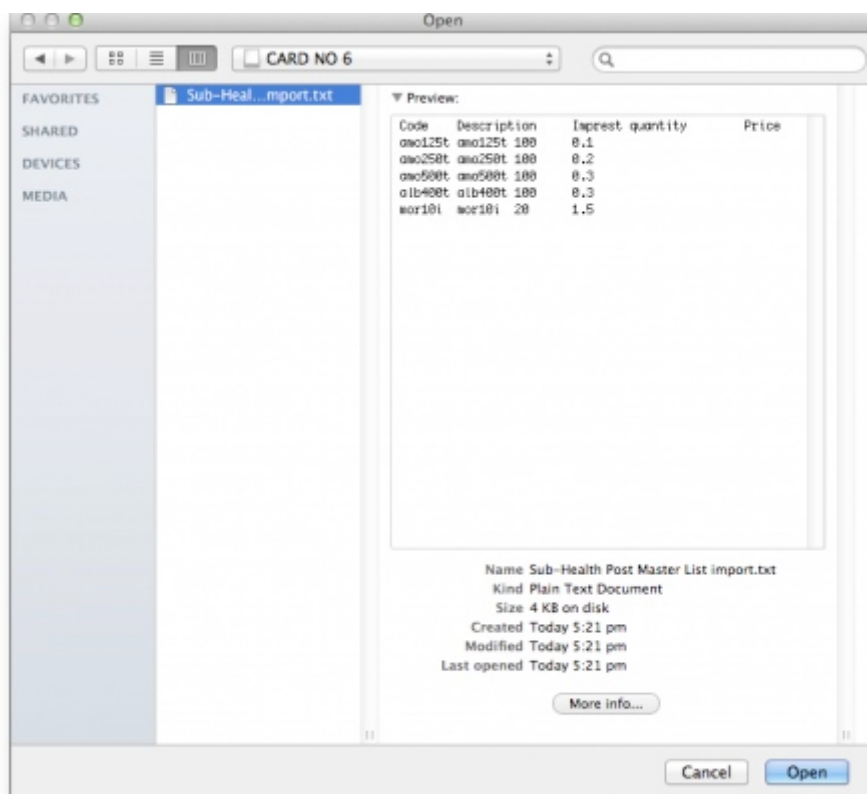 Open
CARD NO 6
FAVORITES
SHARED
DEVICES
MEDIA
Sub-Heal...mport.txt
Preview:
Code Description Imprest quantity Price
amo125t amo125t 100 0.1
amo250t amo250t 100 0.2
amo500t amo500t 100 0.3
alb400t alb400t 100 0.3
mor10i mor10i 20 1.5
Name Sub-Health Post Master List import.txt
Kind Plain Text Document
Size 4 KB on disk
Created Today 5:21 pm
Modified Today 5:21 pm
Last opened Today 5:21 pm
More info...
Cancel Open